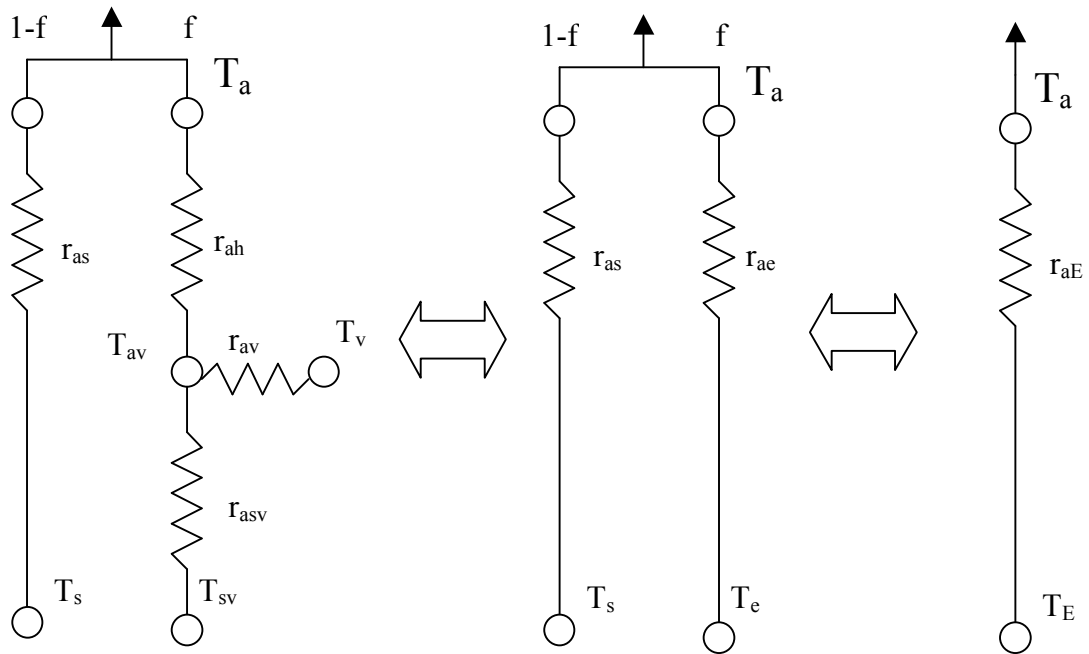 1-f f
T_a
r_as
r_ah
T_av
r_av
T_v
r_asv
T_s
T_sv
1-f f
T_a
r_as
r_ae
T_s
T_e
T_a
r_aE
T_E